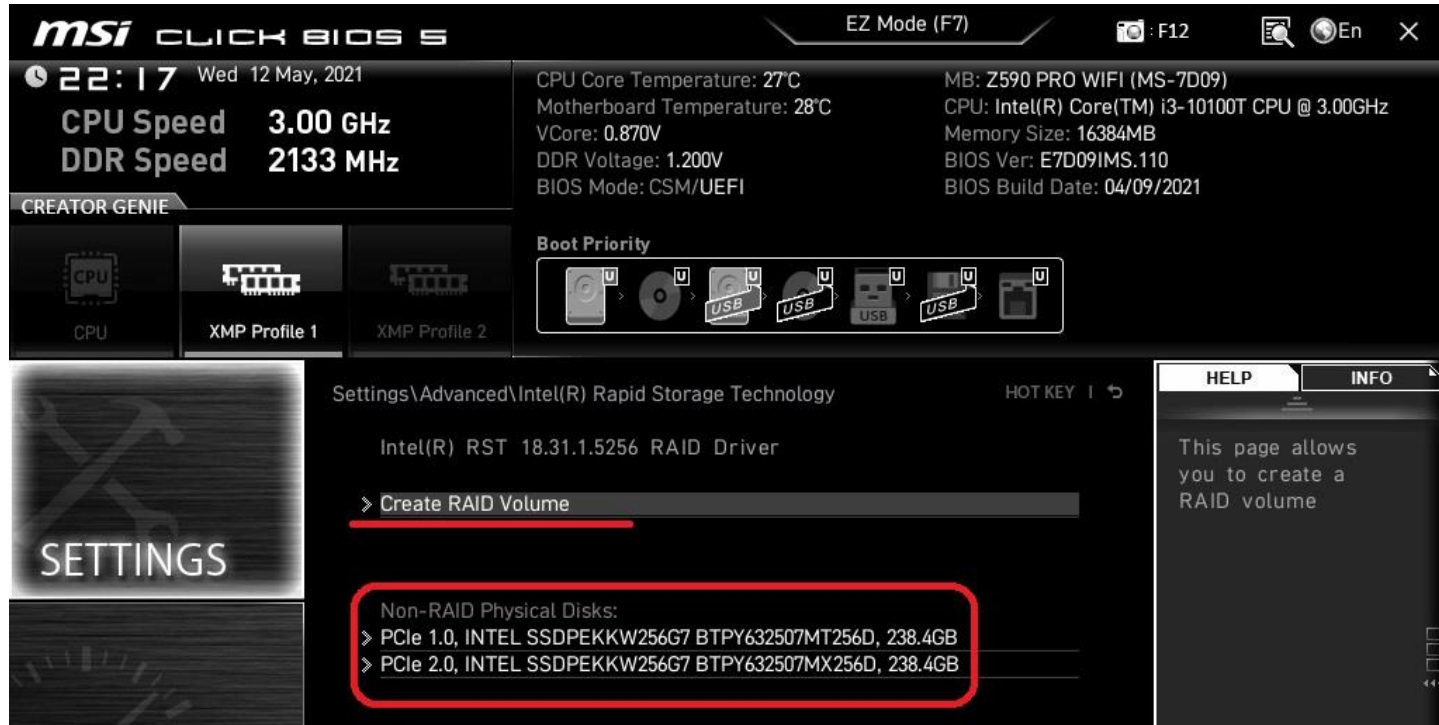 msi CLICK BIOS 5
EZ Mode (F7)
: F12
En
22:17 Wed 12 May, 2021
CPU Speed 3.00 GHz
DDR Speed 2133 MHz
CREATOR GENIE
CPU
CPU
XMP Profile 1
XMP Profile 2
CPU Core Temperature: 27°C
Motherboard Temperature: 28°C
VCore: 0.870V
DDR Voltage: 1.200V
BIOS Mode: CSM/UEFI
MB: Z590 PRO WIFI (MS-7D09)
CPU: Intel(R) Core(TM) i3-10100T CPU @ 3.00GHz
Memory Size: 16384MB
BIOS Ver: E7D09IMS.110
BIOS Build Date: 04/09/2021
Boot Priority
U U U U U U U
USB USB USB USB
SETTINGS
Settings\Advanced\Intel(R) Rapid Storage Technology
HOT KEY |
Intel(R) RST 18.31.1.5256 RAID Driver
Create RAID Volume
Non-RAID Physical Disks:
PCIe 1.0, INTEL SSDPEKKW256G7 BTPY632507MT256D, 238.4GB
PCIe 2.0, INTEL SSDPEKKW256G7 BTPY632507MX256D, 238.4GB
HELP
INFO
This page allows
you to create a
RAID volume